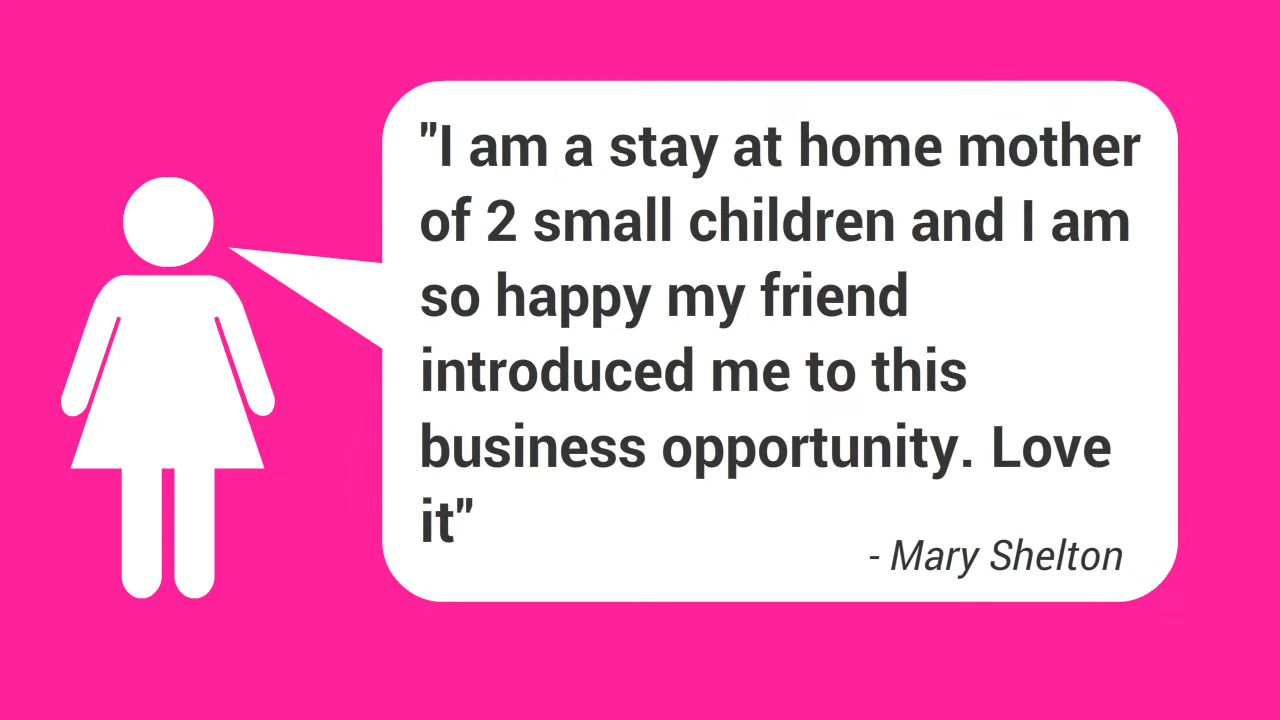 "I am a stay at home mother
of 2 small children and I am
so happy my friend
introduced me to this
business opportunity. Love
it"
- Mary Shelton